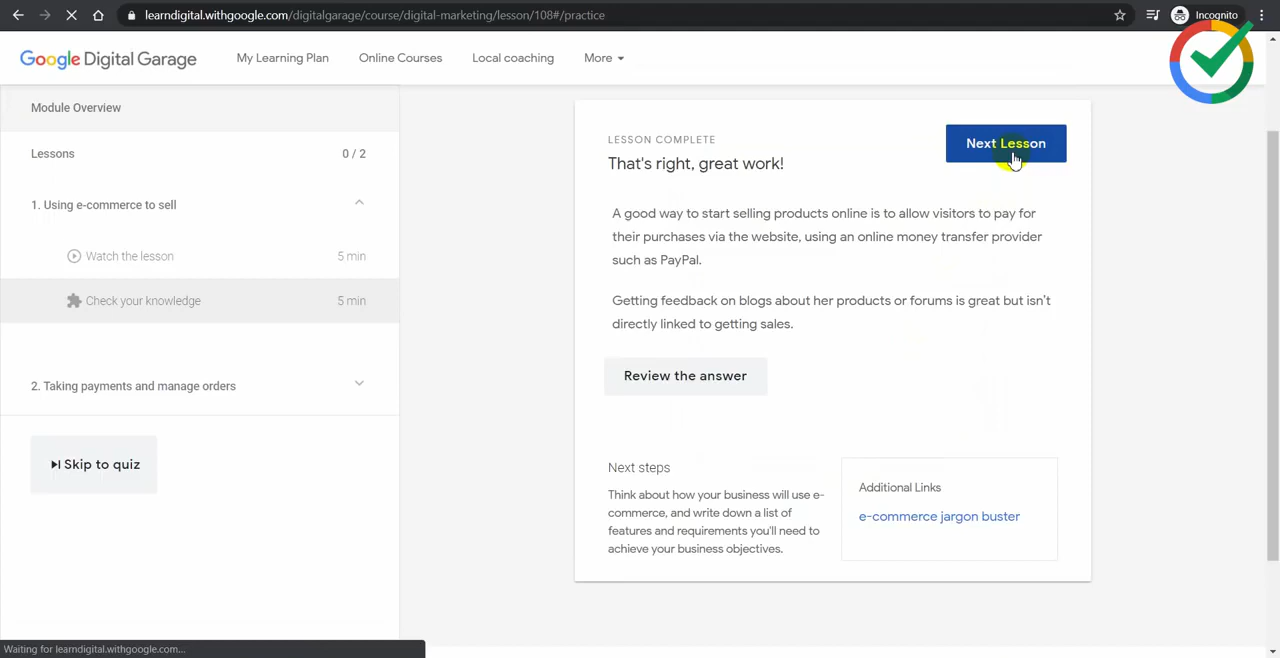 learndigital.withgoogle.com/digitalgarage/course/digital-marketing/lesson/108#/practice
Incognito
Google Digital Garage
My Learning Plan
Online Courses
Local coaching
More
Module Overview
Lessons
0 / 2
1. Using e-commerce to sell
Watch the lesson
5 min
Check your knowledge
5 min
2. Taking payments and manage orders
Skip to quiz
LESSON COMPLETE
That's right, great work!
Next Lesson
A good way to start selling products online is to allow visitors to pay for
their purchases via the website, using an online money transfer provider
such as PayPal.
Getting feedback on blogs about her products or forums is great but isn't
directly linked to getting sales.
Review the answer
Next steps
Think about how your business will use e-
commerce, and write down a list of
features and requirements you'll need to
achieve your business objectives.
Additional Links
e-commerce jargon buster
Waiting for learndigital.withgoogle.com...